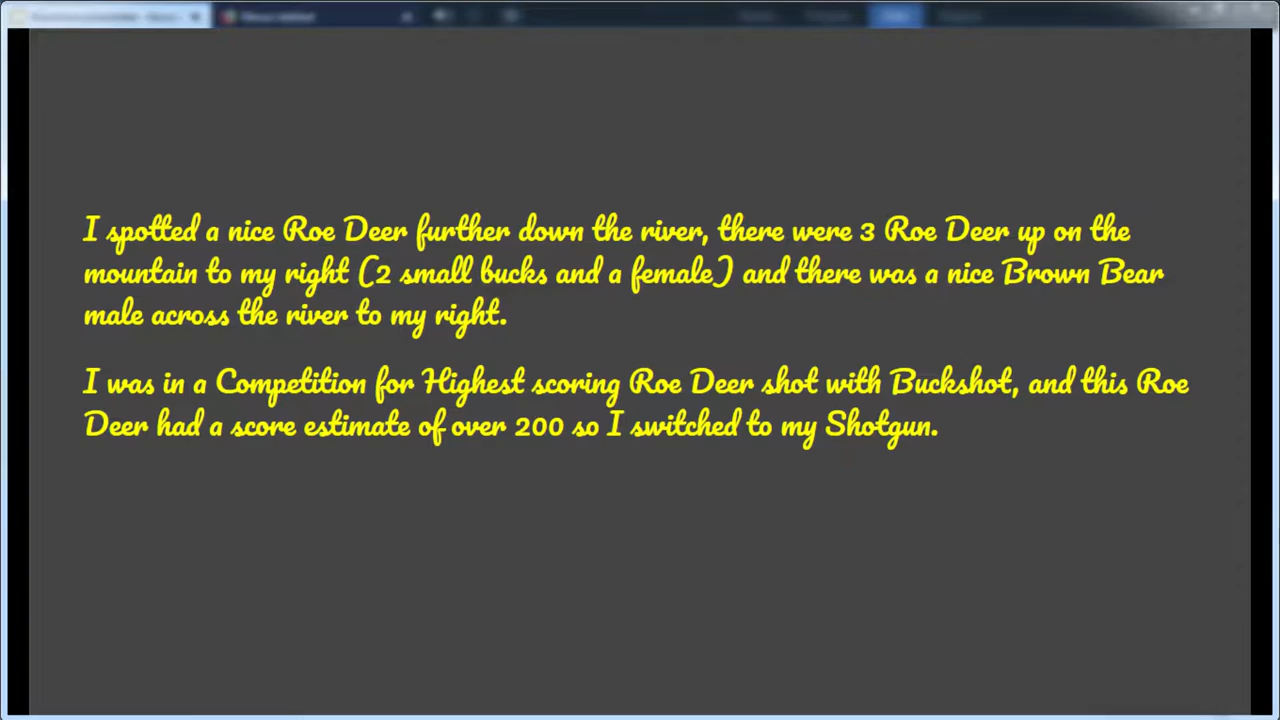 I spotted a nice Roe Deer further down the river, there were 3 Roe Deer up on the
mountain to my right (2 small bucks and a female) and there was a nice Brown Bear
male across the river to my right.
I was in a Competition for Highest scoring Roe Deer shot with Buckshot, and this Roe
Deer had a score estimate of over 200 so I switched to my Shotgun.